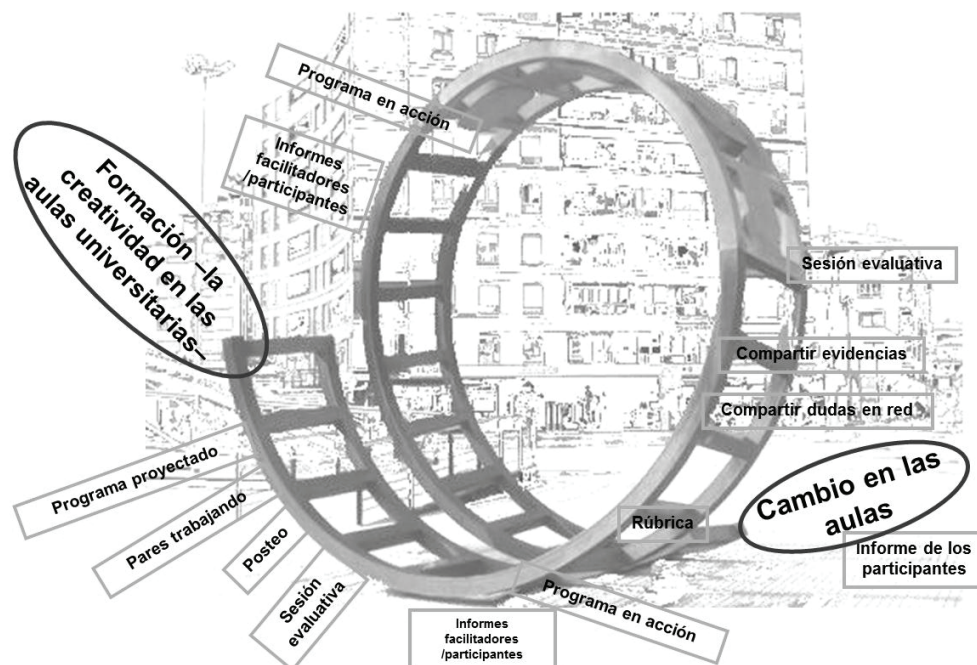 Programa en acción
Informes
facilitadores
/participantes
Formación –la
creatividad en las
aulas universitarias–
Sesión evaluativa
Compartir evidencias
Compartir dudas en red
Programa proyectado
Pares trabajando
Posteo
Sesión
evaluativa
Rúbrica
Cambio en las
aulas
Informe de los
participantes
Programa en acción
Informes
facilitadores
/participantes